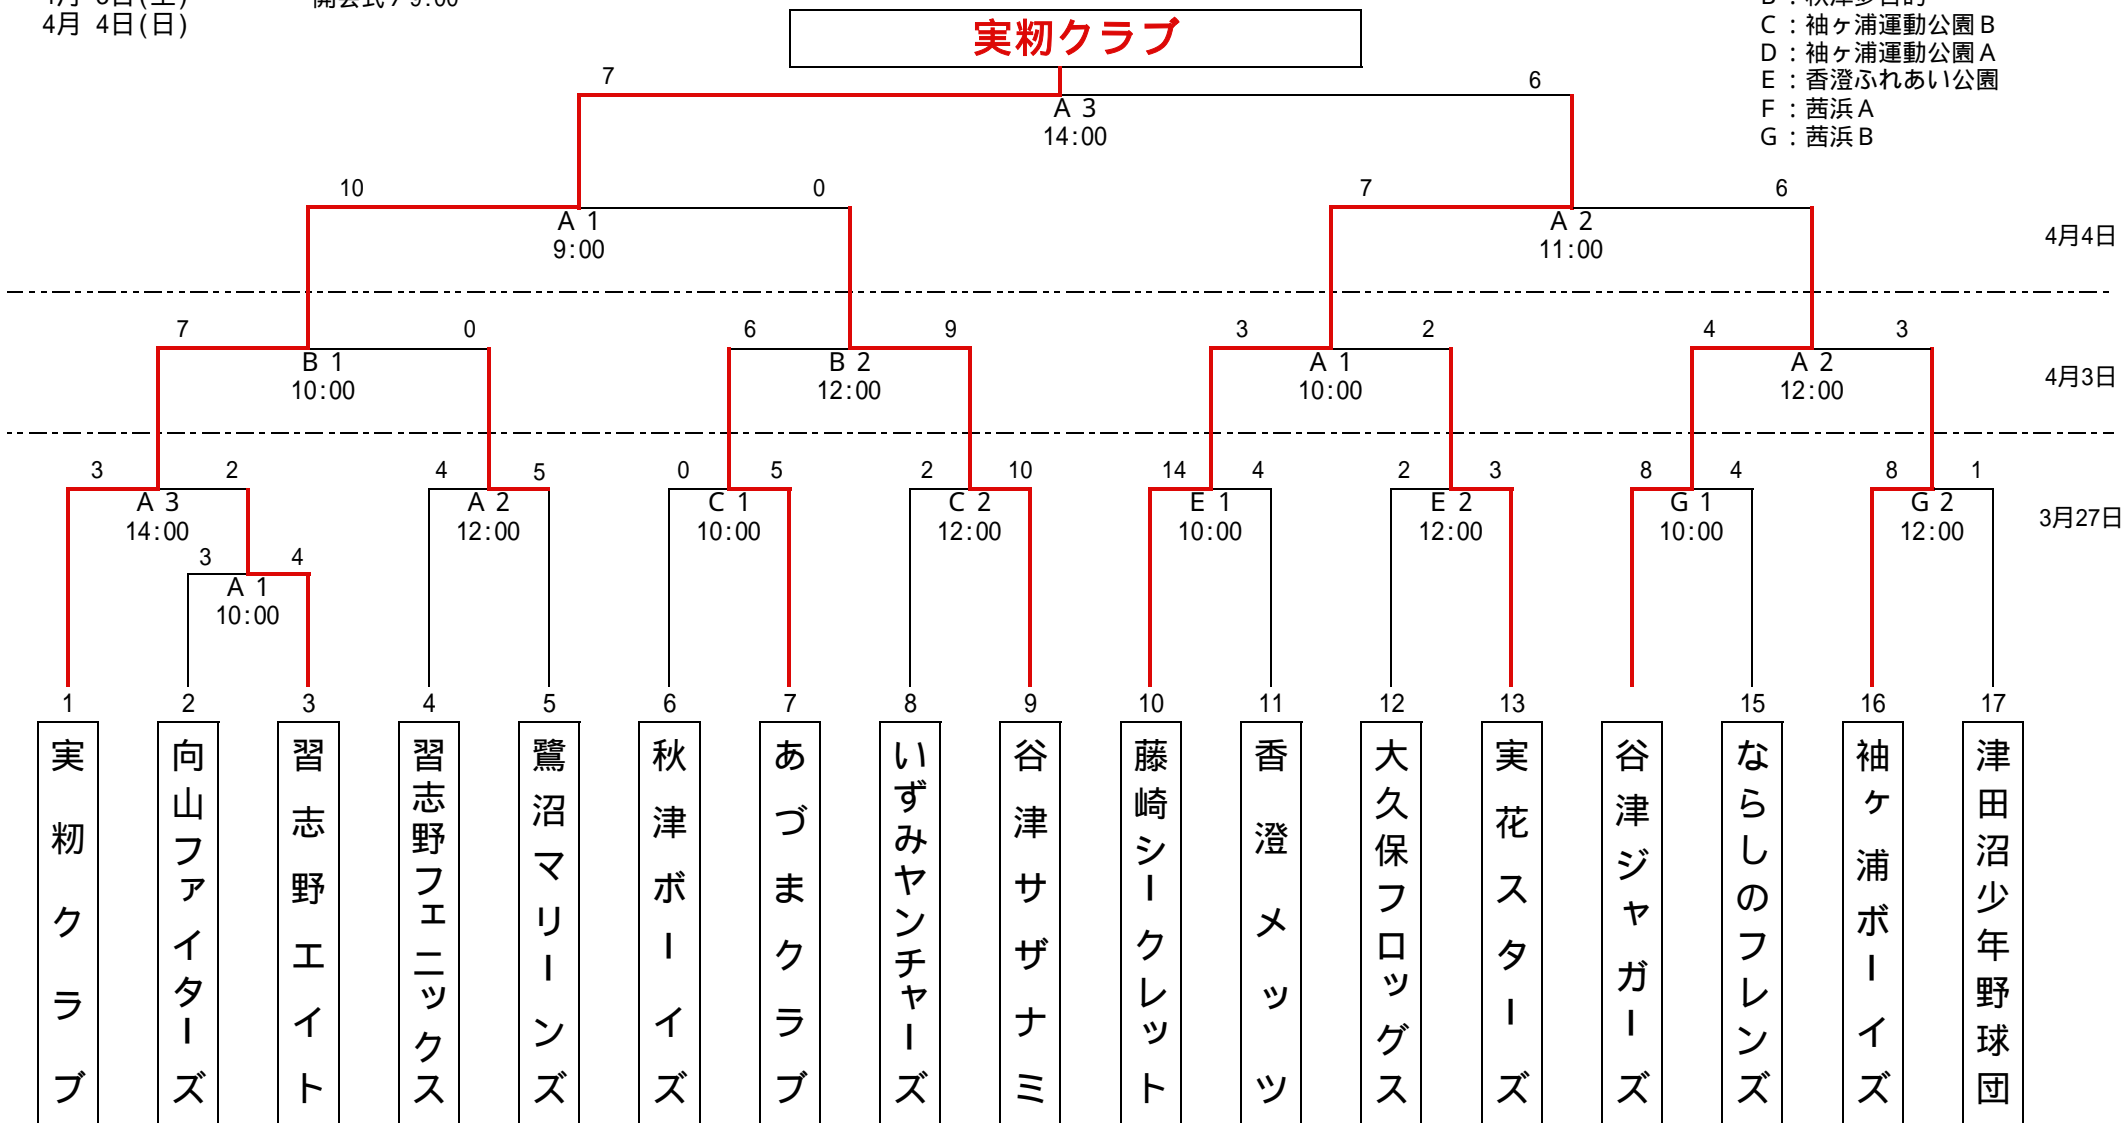 開会式 / 9:00
4月 4日(日)
実籾クラブ
C：袖ヶ浦運動公園B
D：袖ヶ浦運動公園A
E：香澄ふれあい公園
F：茜浜A
G：茜浜B
7 6
A 3
14:00
10 0 7 6
A 1 A 2
9:00 11:00
4月4日
7 0 6 9 3 2 4 3
B 1 B 2 A 1 A 2
10:00 12:00 10:00 12:00
4月3日
3 2 4 5 0 5 2 10 14 4 2 3 8 4 8 1
A 3 A 2 C 1 C 2 E 1 E 2 G 1 G 2
14:00 12:00 10:00 12:00 10:00 12:00 10:00 12:00
3月27日
3 4
A 1
10:00
1 2 3 4 5 6 7 8 9 10 11 12 13 15 16 17
実籾クラブ
向山ファイターズ
習志野エイト
習志野フェニックス
鷺沼マリーンズ
秋津ボーイズ
あづまクラブ
いずみヤンチャーズ
谷津サザナミ
藤崎シークレット
香澄メッツ
大久保フロッグス
実花スターズ
谷津ジャガーズ
ならしのフレンズ
袖ヶ浦ボーイズ
津田沼少年野球団